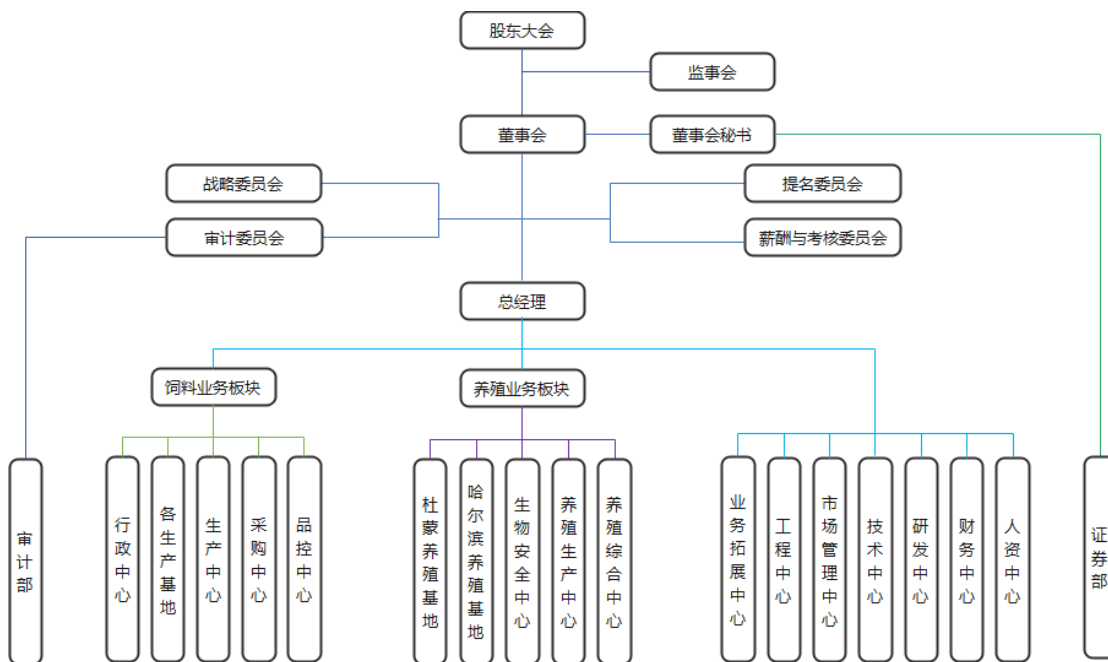 股东大会
监事会
董事会
董事会秘书
战略委员会
提名委员会
审计委员会
薪酬与考核委员会
总经理
饲料业务板块
养殖业务板块
审计部
行政中心
各生产基地
生产中心
采购中心
品控中心
杜蒙养殖基地
哈尔滨养殖基地
生物安全中心
养殖生产中心
养殖综合中心
业务拓展中心
工程中心
市场管理中心
技术中心
研发中心
财务中心
人资中心
证券部